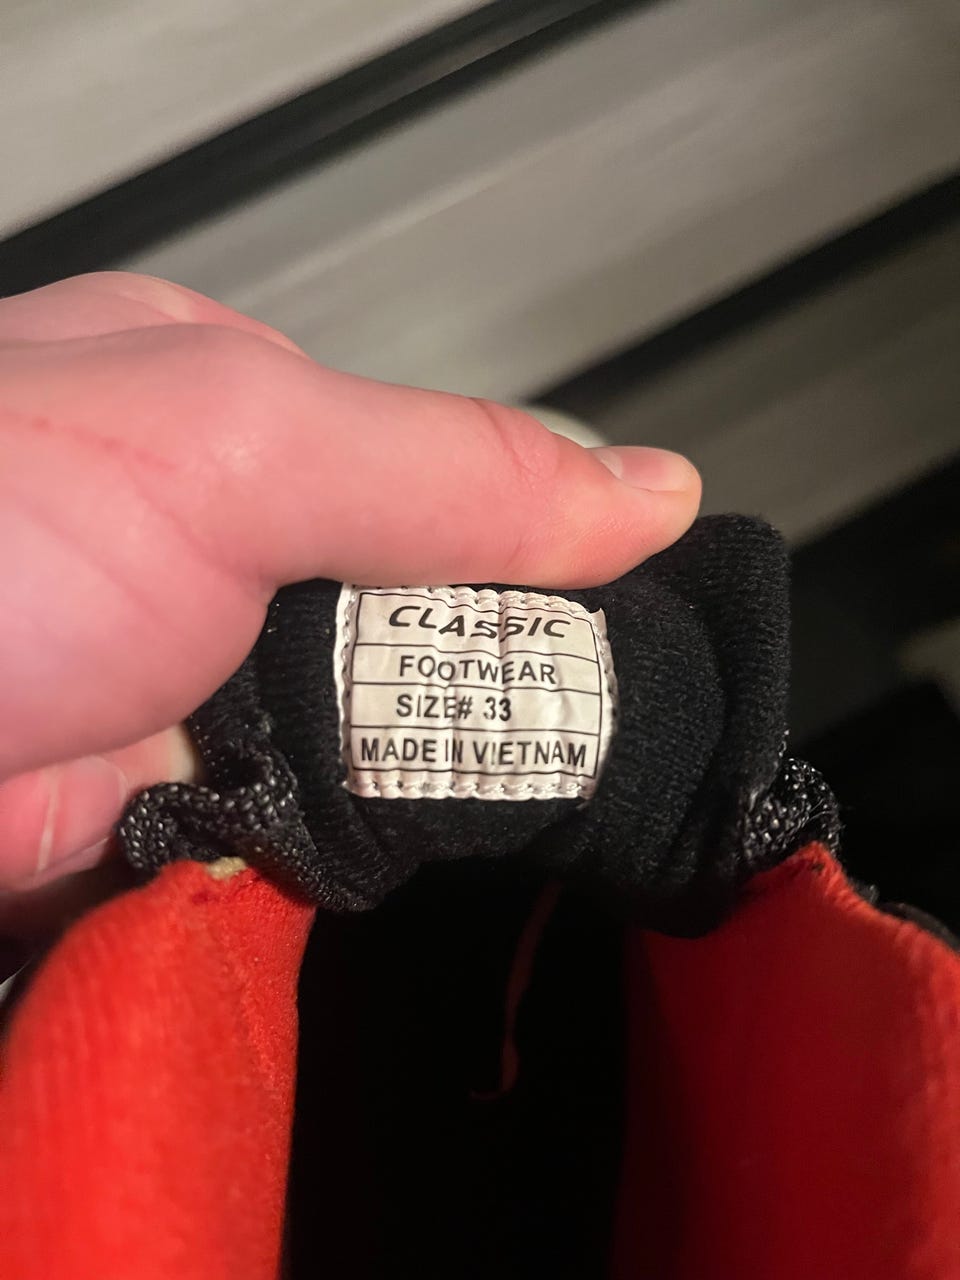 CLASSIC
FOOTWEAR
SIZE# 33
MADE IN VIETNAM